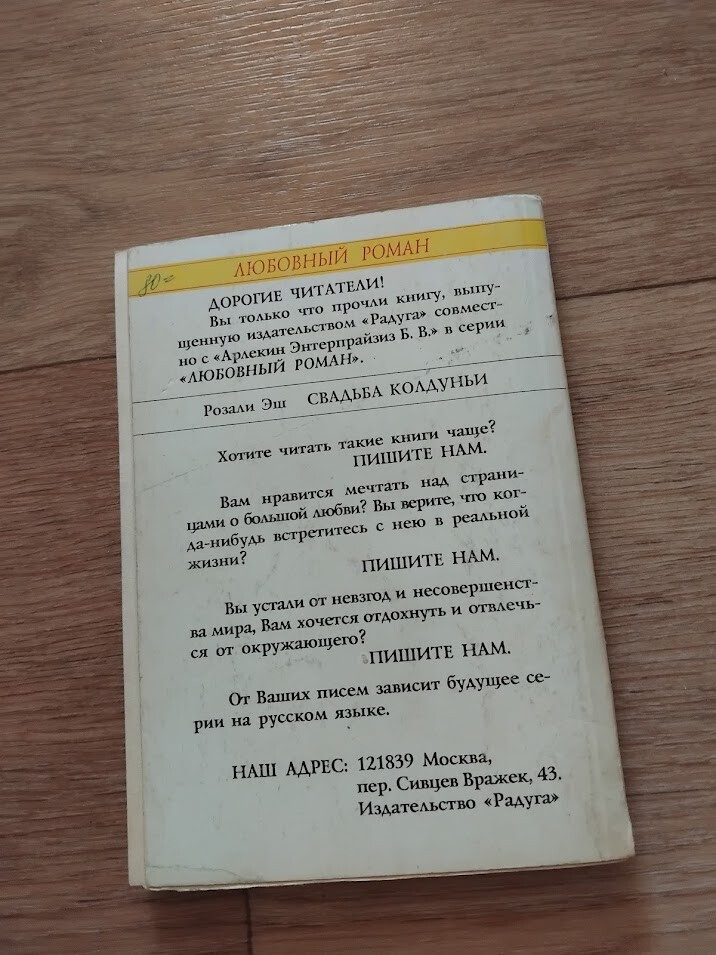 ЛЮБОВНЫЙ РОМАН
80=
ДОРОГИЕ ЧИТАТЕЛИ!
Вы только что прочли книгу, выпу-
щенную издательством «Радуга» совмест-
но с «Арлекин Энтерпрайзиз Б. В.» в серии
«ЛЮБОВНЫЙ РОМАН».
Розали Эш СВАДЬБА КОЛДУНЬИ
Хотите читать такие книги чаще?
ПИШИТЕ НАМ.
Вам нравится мечтать над страни-
цами о большой любви? Вы верите, что ког-
да-нибудь встретитесь с нею в реальной
жизни?
ПИШИТЕ НАМ.
Вы устали от невзгод и несовершенст-
ва мира, Вам хочется отдохнуть и отвлечь-
ся от окружающего?
ПИШИТЕ НАМ.
От Ваших писем зависит будущее се-
рии на русском языке.
НАШ АДРЕС: 121839 Москва,
пер. Сивцев Вражек, 43.
Издательство «Радуга»